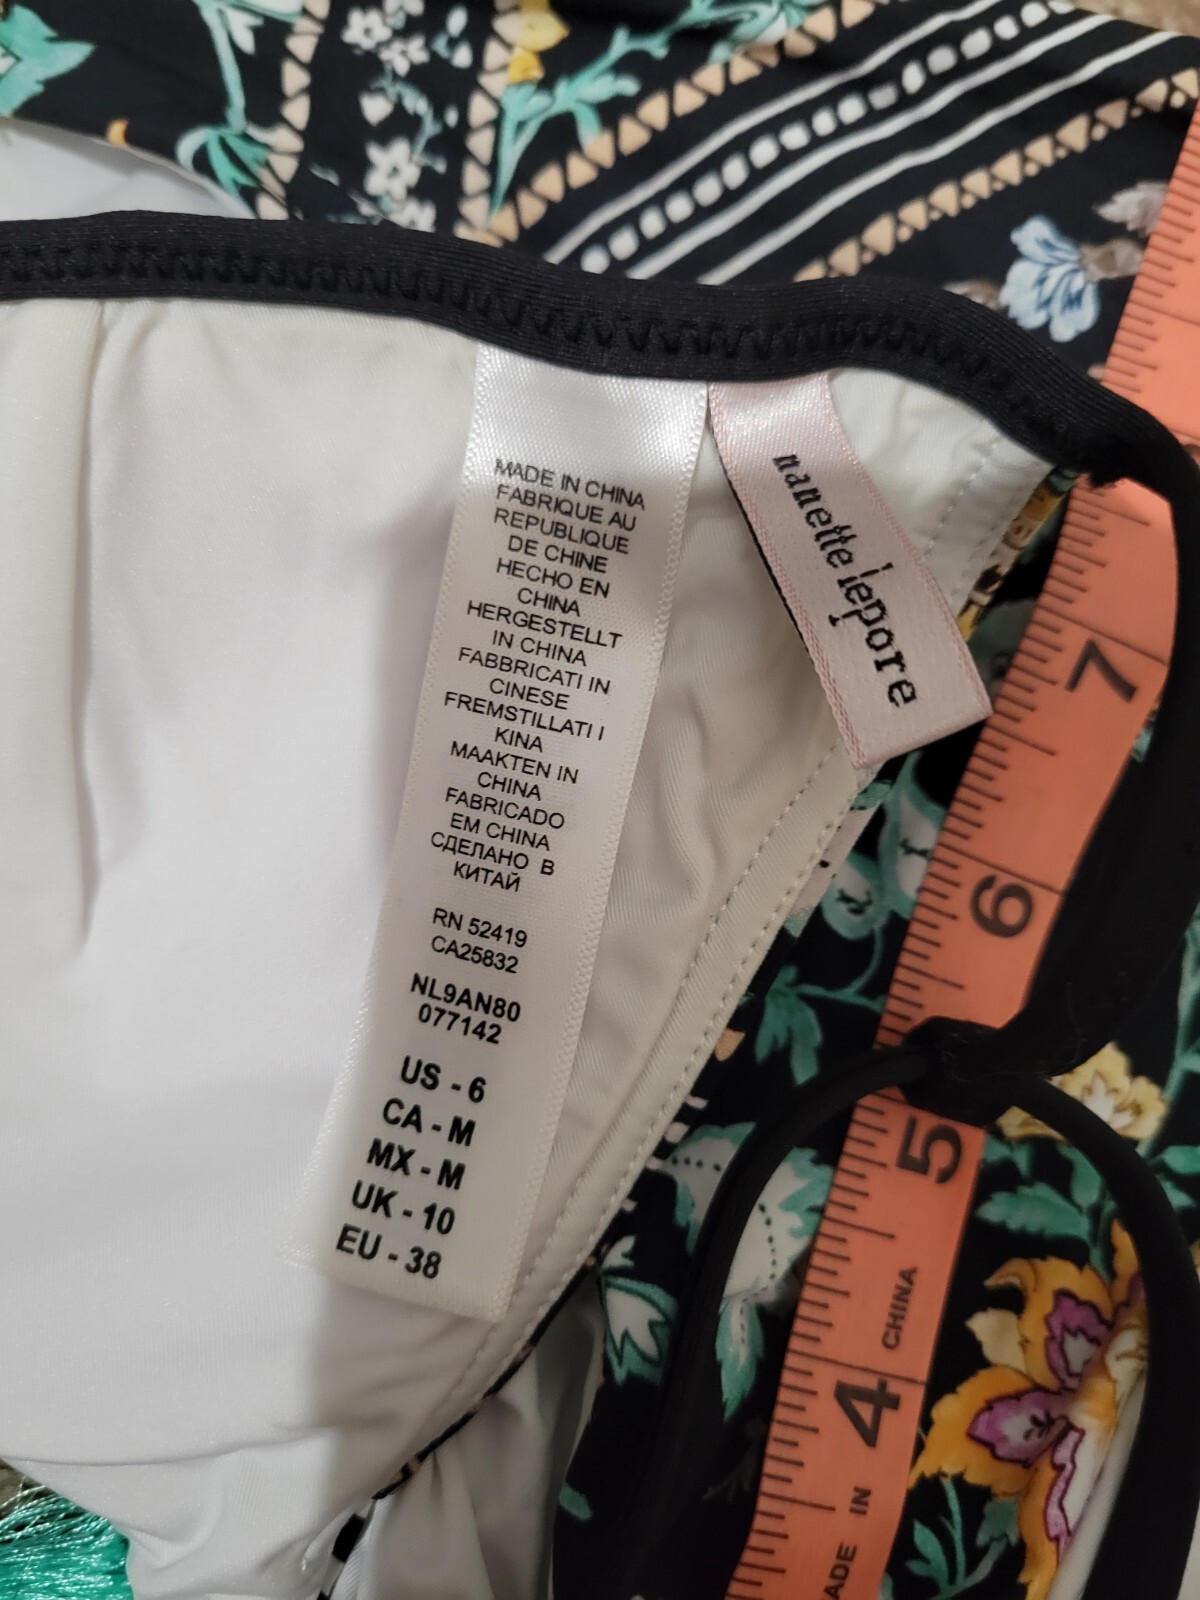 MADE IN CHINA
FABRIQUE AU
REPUBLIQUE
DE CHINE
HECHO EN
CHINA
HERGESTELLT
IN CHINA
FABBRICATI IN
CINESE
FREMSTILLATI I
KINA
MAAKTEN IN
CHINA
FABRICADO
EM CHINA
СДЕЛАНО В
КИТАЙ
RN 52419
CA25832
NL9AN80
077142
US - 6
CA - M
MX - M
UK - 10
EU - 38
nanette lepore
7
6
5
4
MADE IN CHINA